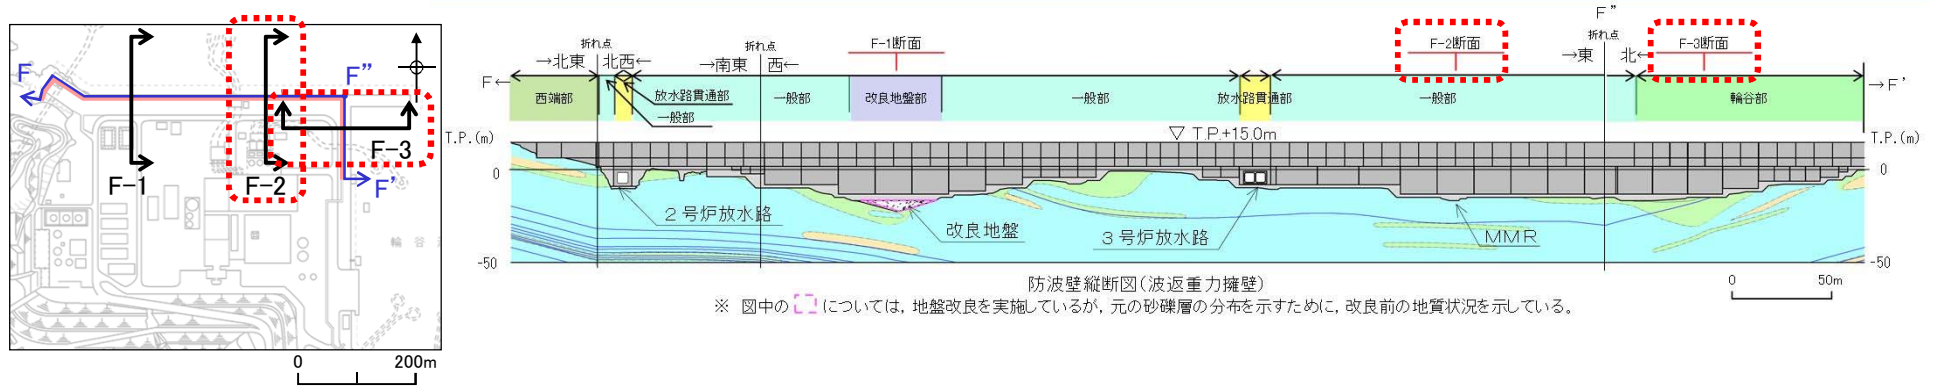 F
F”
F-3
F’
F-1
F-2
輪谷
0
200m
F”
折れ点
折れ点
F-1断面
F-2断面
折れ点
F-3断面
→北東
北西←
→南東
西←
→東
北←
F←
→F’
西端部
放水路貫通部
一般部
一般部
改良地盤部
一般部
放水路貫通部
一般部
輪谷部
T.P.(m)
▽ T.P.+15.0m
T.P.(m)
0
0
2号炉放水路
改良地盤
3号炉放水路
MMR
-50
-50
防波壁縦断図(波返重力擁壁)
0
50m
※ 図中の については，地盤改良を実施しているが，元の砂礫層の分布を示すために，改良前の地質状況を示している。